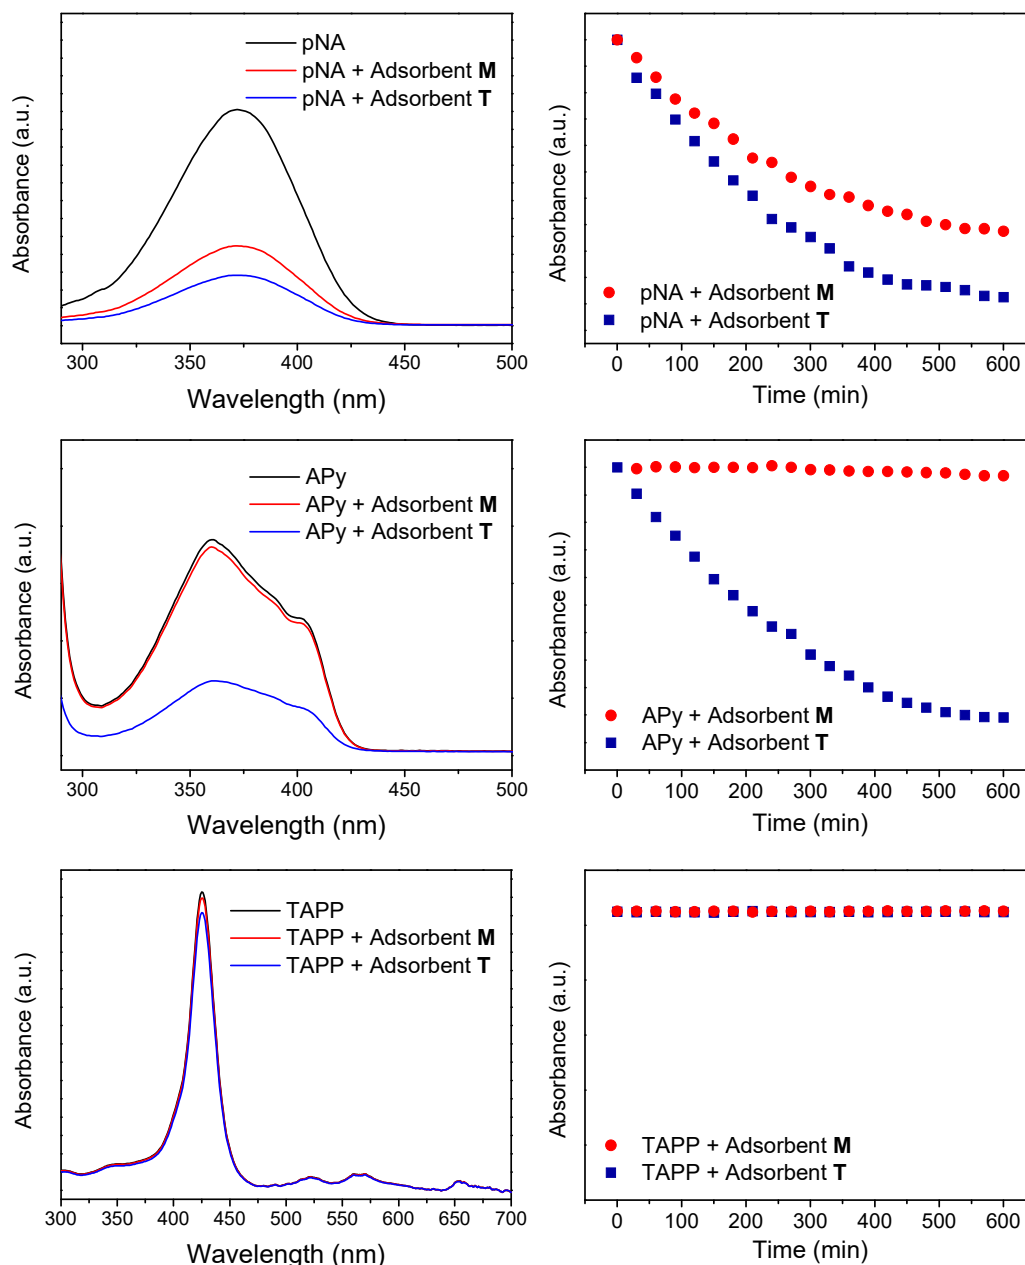 Absorbance (a.u.)
pNA
pNA + Adsorbent M
pNA + Adsorbent T
300 350 400 450 500
Wavelength (nm)
Absorbance (a.u.)
pNA + Adsorbent M
pNA + Adsorbent T
0 100 200 300 400 500 600
Time (min)
Absorbance (a.u.)
APy
APy + Adsorbent M
APy + Adsorbent T
300 350 400 450 500
Wavelength (nm)
Absorbance (a.u.)
APy + Adsorbent M
APy + Adsorbent T
0 100 200 300 400 500 600
Time (min)
Absorbance (a.u.)
TAPP
TAPP + Adsorbent M
TAPP + Adsorbent T
300 350 400 450 500 550 600 650 700
Wavelength (nm)
Absorbance (a.u.)
TAPP + Adsorbent M
TAPP + Adsorbent T
0 100 200 300 400 500 600
Time (min)